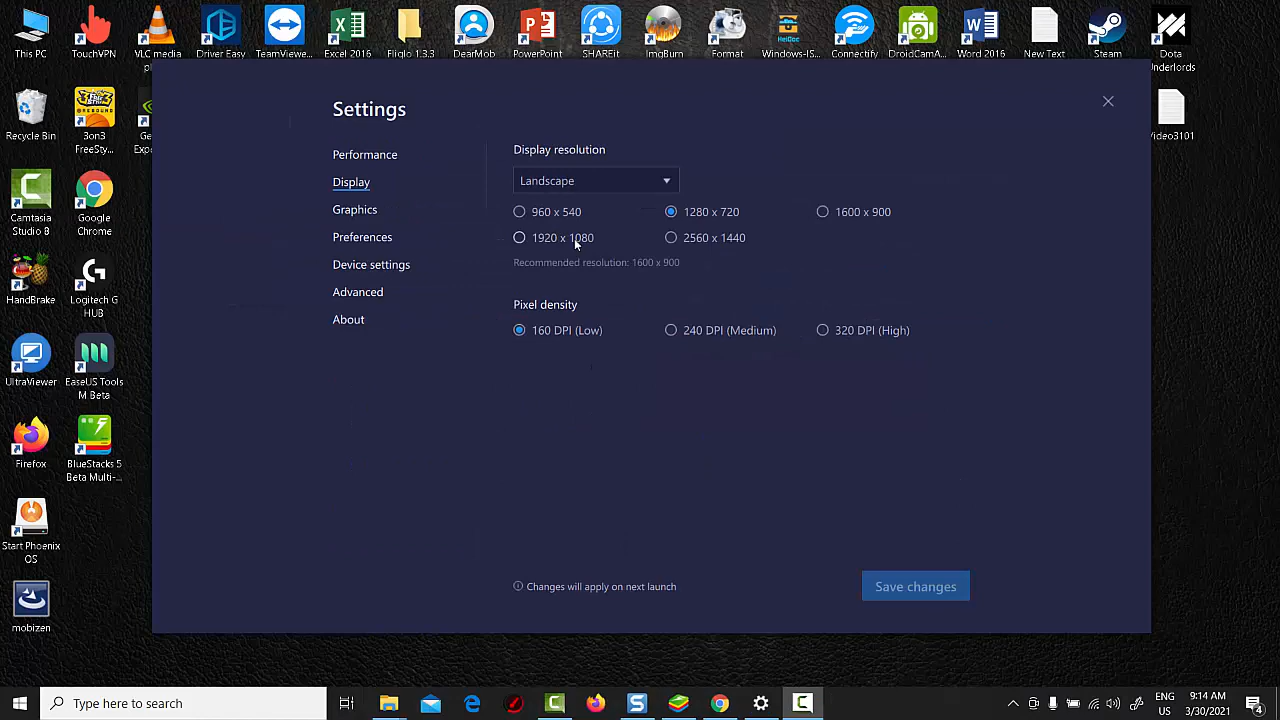 This PC
TouchVPN
VLC media
p
Driver Easy
TeamViewer...
Excel 2016
Fliqlo 1.3.3
DearMob
PowerPoint
SHAREit
ImgBurn
Format
Windows-IS...
Connectify
DroidCamA...
Word 2016
New Text
Steam
Dota
Underlords
Recycle Bin
3on3
FreeSty...
Ge
Exp
Video3101
Camtasia
Studio 8
Google
Chrome
HandBrake
Logitech G
HUB
UltraViewer
EaseUS Tools
M Beta
Firefox
BlueStacks 5
Beta Multi-...
Start Phoenix
OS
mobizen
Settings
Performance
Display
Graphics
Preferences
Device settings
Advanced
About
Display resolution
Landscape
960 x 540
1280 x 720
1600 x 900
1920 x 1080
2560 x 1440
Recommended resolution: 1600 x 900
Pixel density
160 DPI (Low)
240 DPI (Medium)
320 DPI (High)
Changes will apply on next launch
Save changes
Type here to search
ENG
US
9:14 AM
3/30/2021
4